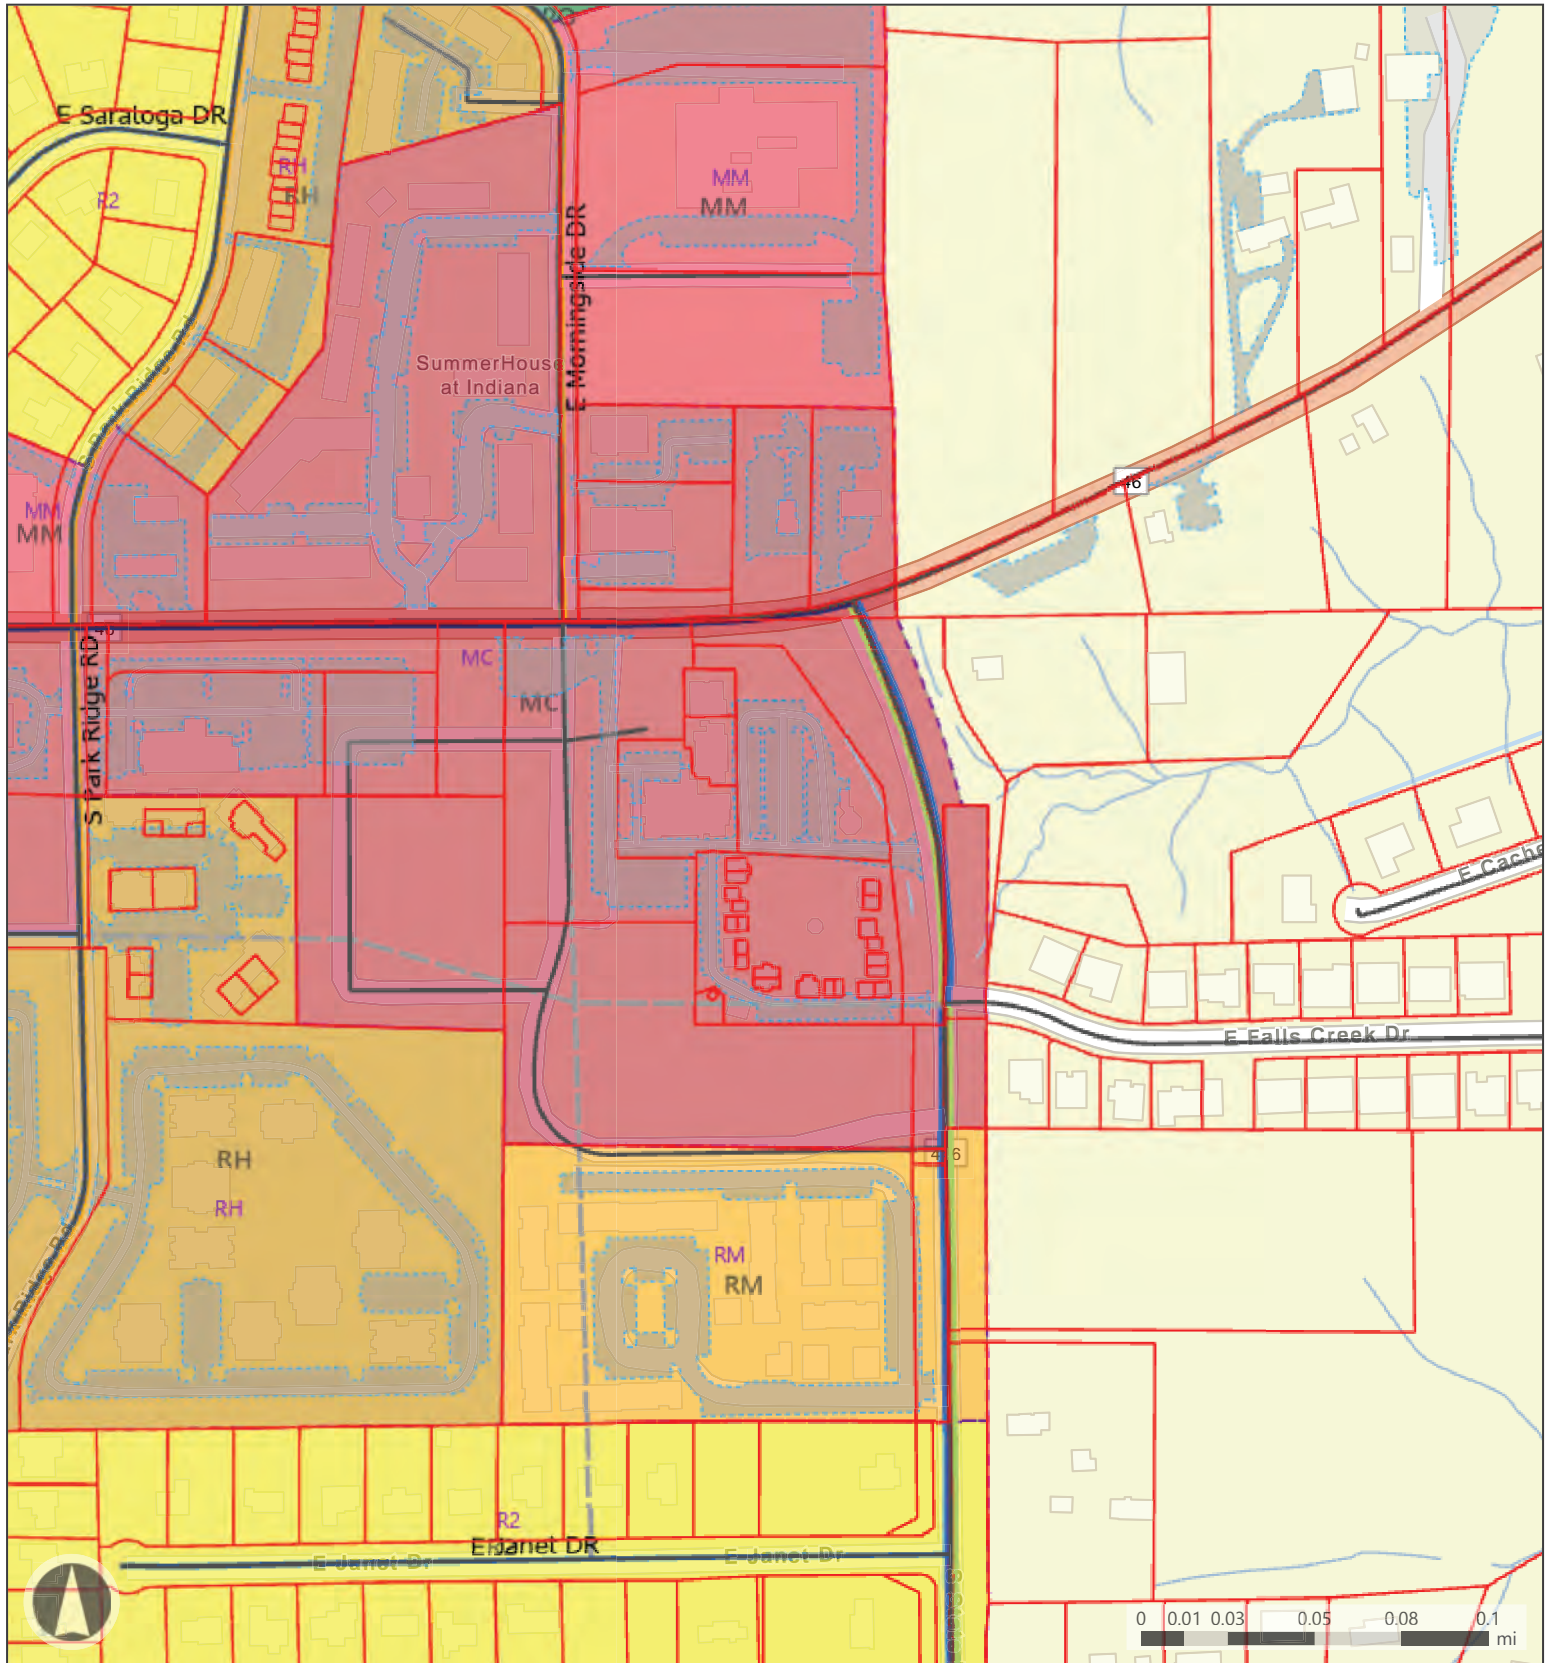 E Saratoga DR
R2
RH
RH
MM
MM
E Morningside DR
SummerHouse
at Indiana
46
MM
MM
S Park Ridge RD
46
MC
MC
E Cache
E Falls Creek Dr
RH
RH
RM
RM
R2
E Janet DR
E Janet Dr
E Janet Dr
0 0.01 0.03 0.05 0.08 0.1
mi